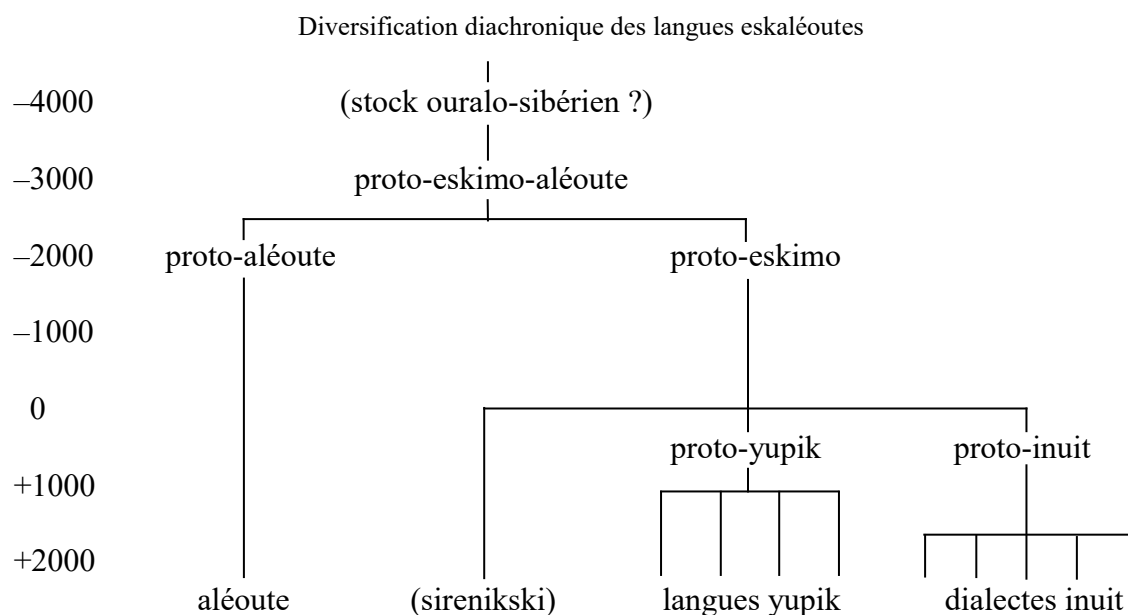 Diversification diachronique des langues eskaléoutes
–4000 (stock ouralo-sibérien ?)
–3000 proto-eskimo-aléoute
–2000 proto-aléoute proto-eskimo
–1000
0
proto-yupik proto-inuit
+1000
+2000
aléoute (sirenikski) langues yupik dialectes inuit